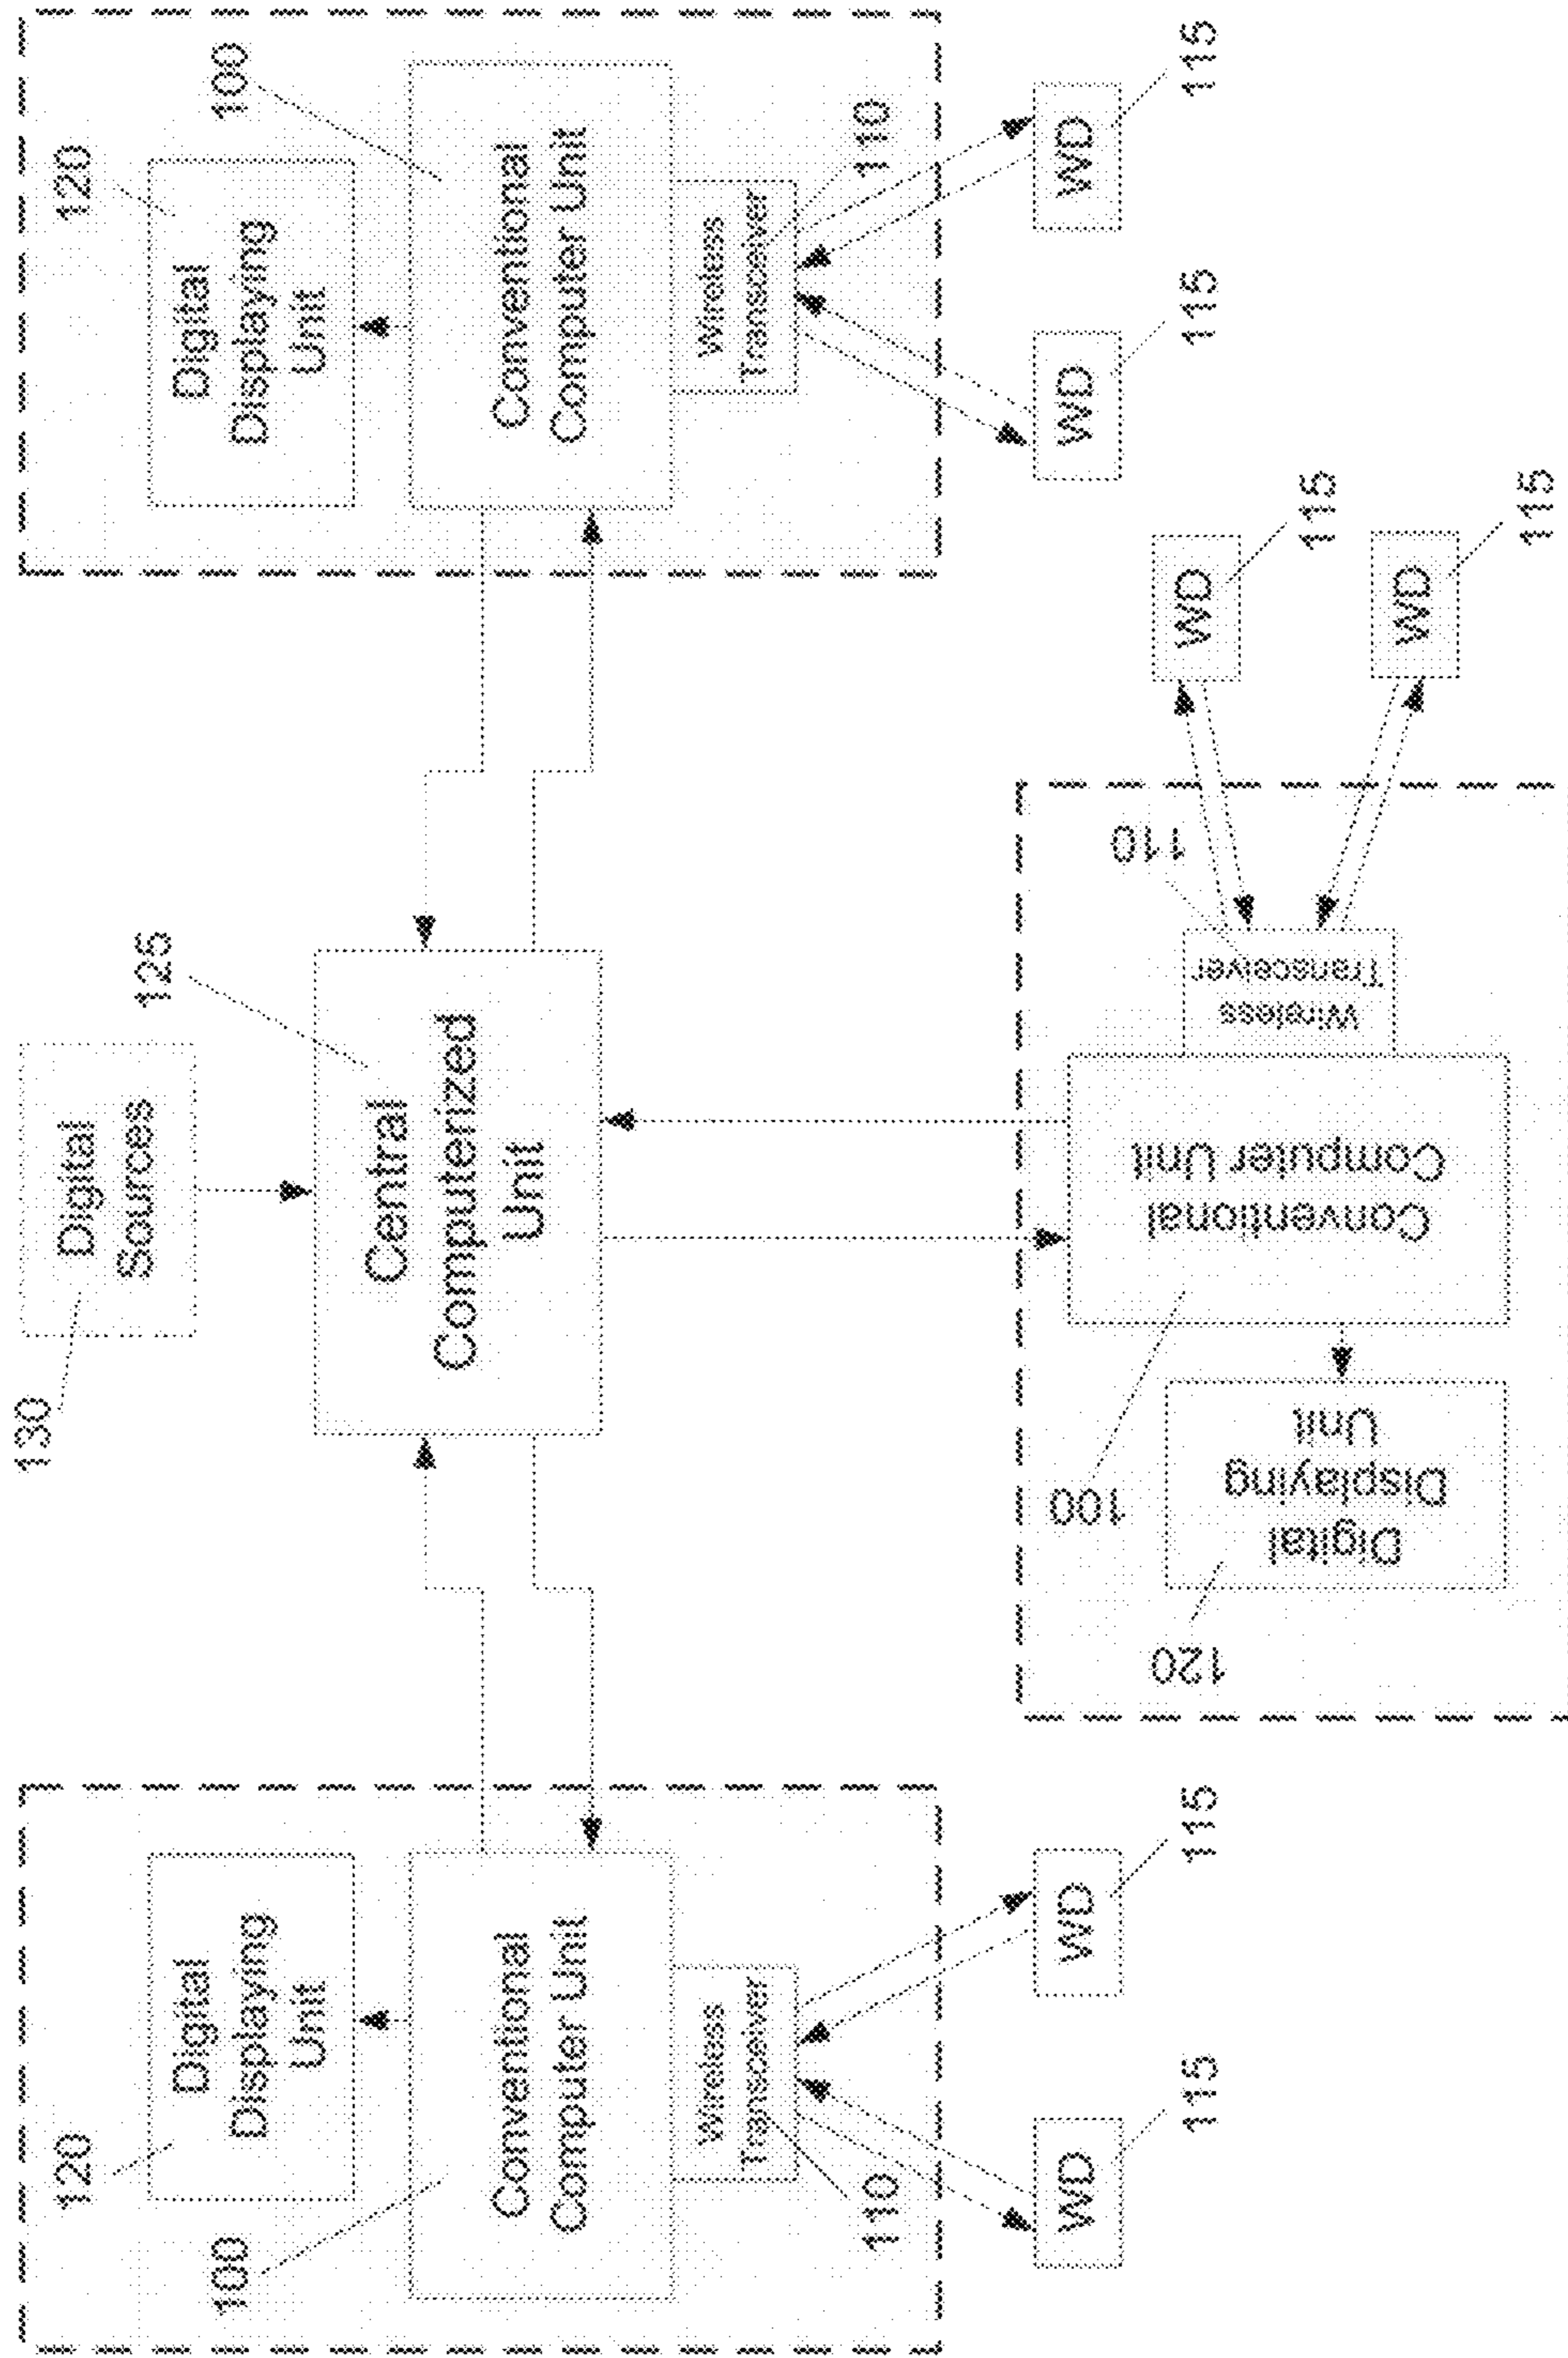 130
Digital
Sources
125
Central
Computerized
Unit
120
Digital
Displaying
Unit
100
Conventional
Computer Unit
Wireless
Transceiver
110
WD
115
WD
115
120
Digital
Displaying
Unit
100
Conventional
Computer Unit
Wireless
Transceiver
110
WD
115
WD
115
120
Digital
Displaying
Unit
100
Conventional
Computer Unit
Wireless
Transceiver
110
WD
115
WD
115